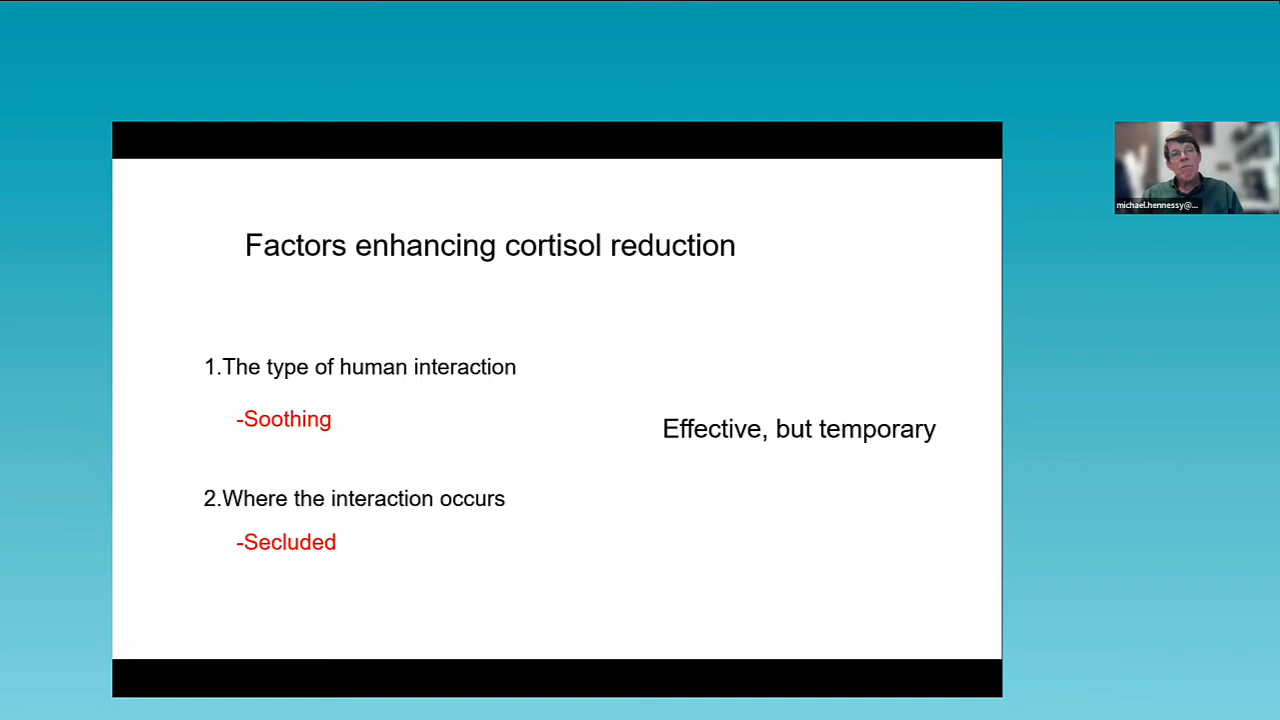 Factors enhancing cortisol reduction
1.The type of human interaction
-Soothing
Effective, but temporary
2.Where the interaction occurs
-Secluded
michael.hennessy@...